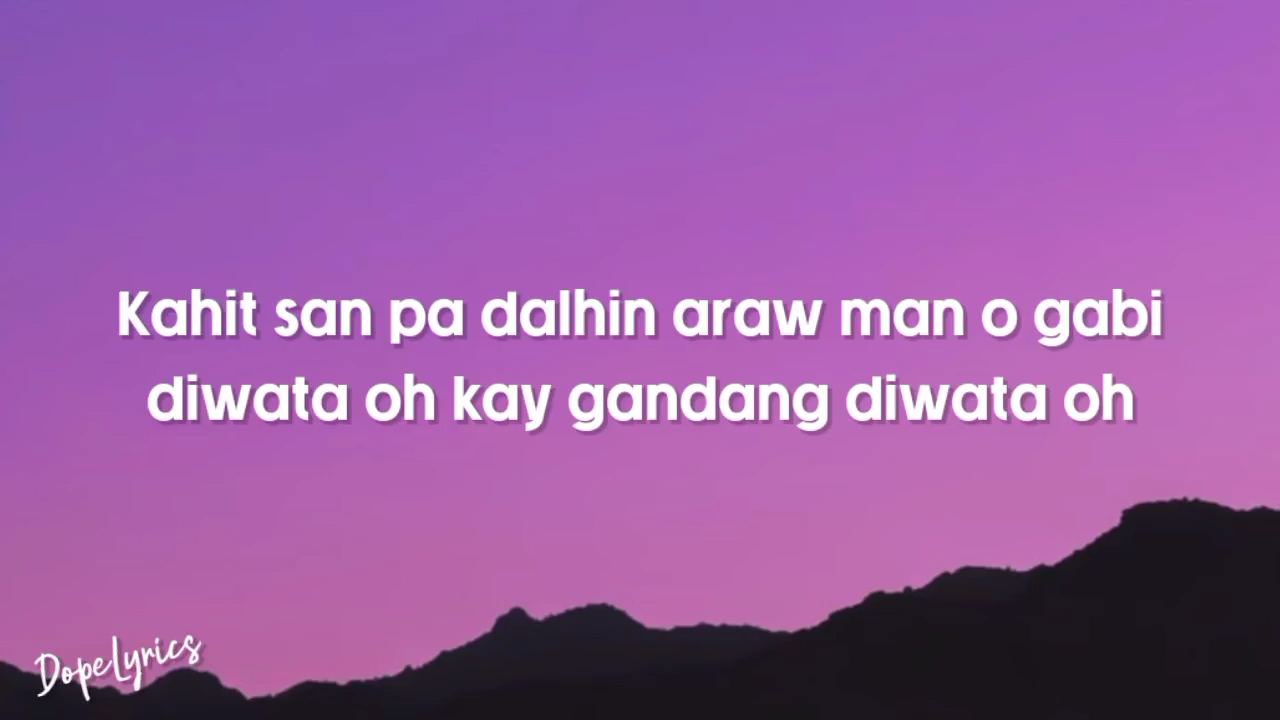 Kahit san pa dalhin araw man o gabi
diwata oh kay gandang diwata oh
DopeLyrics